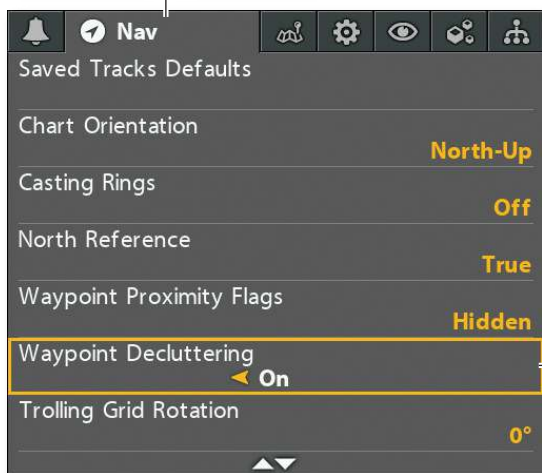 Nav
Saved Tracks Defaults
Chart Orientation
North-Up
Casting Rings
Off
North Reference
True
Waypoint Proximity Flags
Hidden
Waypoint Decluttering
On
Trolling Grid Rotation
0°